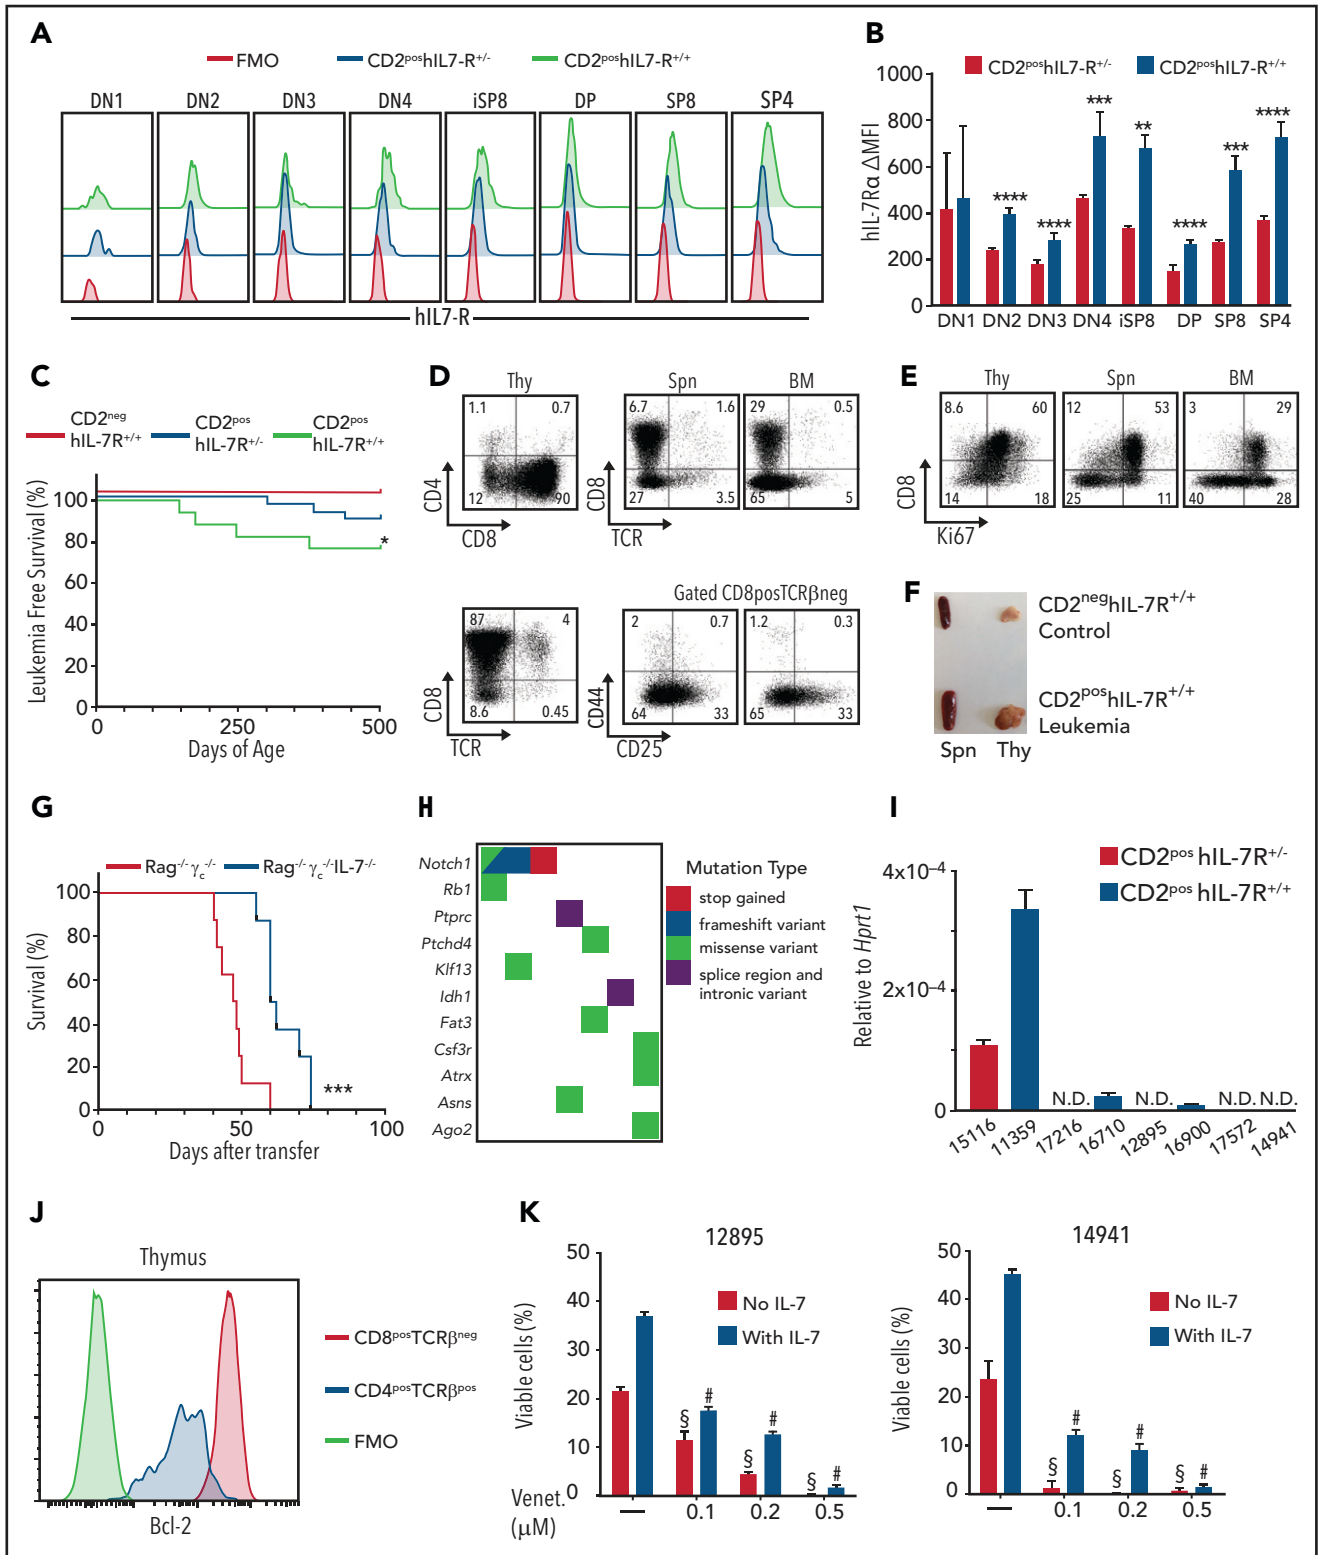 A
FMO CD2poshIL7-R+/- CD2poshIL7-R+/+
DN1 DN2 DN3 DN4 iSP8 DP SP8 SP4
hIL7-R
B
CD2poshIL7-R+/- CD2poshIL7-R+/+
hIL-7Rα ΔMFI
1000
800
600
400
200
0
**** **** *** ** **** *** ****
DN1 DN2 DN3 DN4 iSP8 DP SP8 SP4
C
CD2neg hIL-7R+/+
CD2pos hIL-7R+/-
CD2pos hIL-7R+/+
Leukemia Free Survival (%)
100
80
60
40
20
0
*
0 250 500
Days of Age
D
Thy Spn BM
1.1 0.7
12 90
CD4
CD8
6.7 1.6
27 3.5
CD8
TCR
29 0.5
65 5
87 4
8.6 0.45
CD8
TCR
Gated CD8posTCRβneg
2 0.7
64 33
CD44
CD25
1.2 0.3
65 33
E
Thy Spn BM
8.6 60
14 18
12 53
25 11
3 29
40 28
CD8
Ki67
F
CD2neghIL-7R+/+
Control
CD2poshIL-7R+/+
Leukemia
Spn Thy
G
Rag-/-γc-/- Rag-/-γc-/-IL-7-/-
Survival (%)
100
80
60
40
20
0
***
0 50 100
Days after transfer
H
Notch1
Rb1
Ptprc
Ptchd4
Klf13
Idh1
Fat3
Csf3r
Atrx
Asns
Ago2
Mutation Type
stop gained
frameshift variant
missense variant
splice region and
intronic variant
I
CD2pos hIL-7R+/-
CD2pos hIL-7R+/+
Relative to Hprt1
4x10-4
2x10-4
0
N.D. N.D. N.D. N.D.
15116 11359 17216 16710 12895 16900 17572 14941
J
Thymus
CD8posTCRβneg
CD4posTCRβpos
FMO
Bcl-2
K
12895
Viable cells (%)
50
40
30
20
10
0
No IL-7
With IL-7
§ # § # § #
Venet.
(μM)
— 0.1 0.2 0.5
14941
Viable cells (%)
50
40
30
20
10
0
No IL-7
With IL-7
§ # § # § #
— 0.1 0.2 0.5